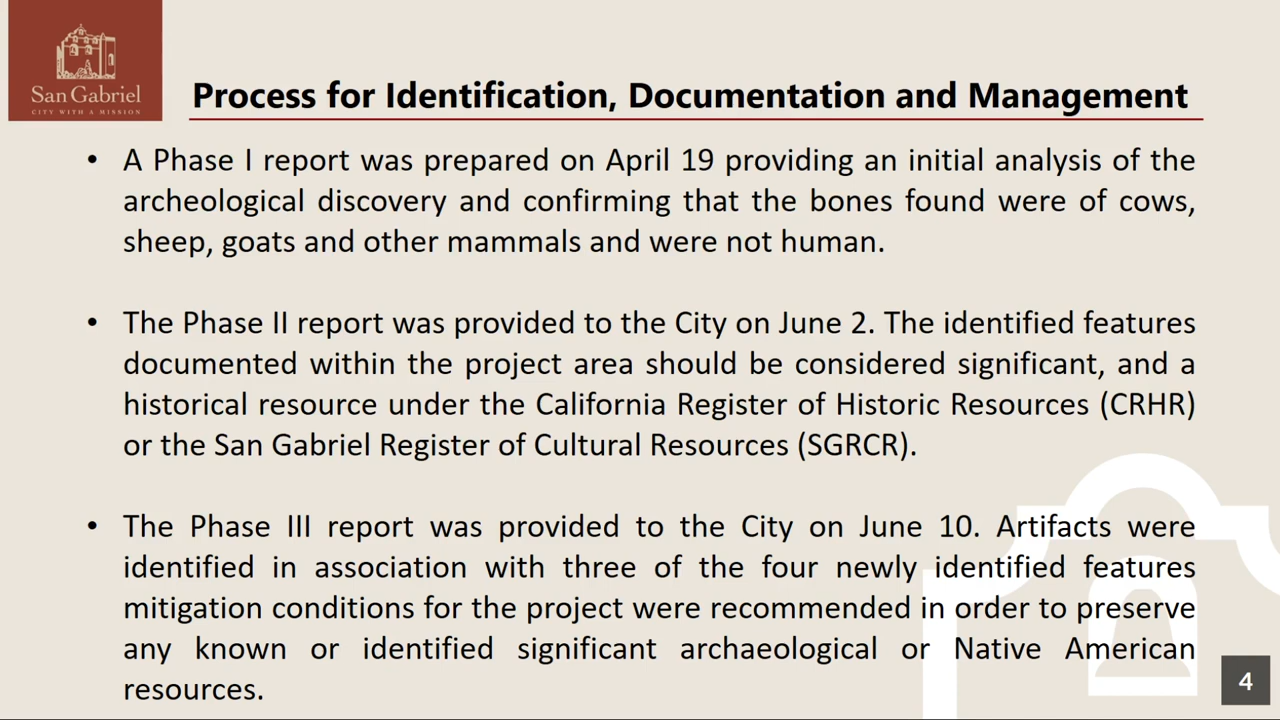 San Gabriel
CITY WITH A MISSION
Process for Identification, Documentation and Management
• A Phase I report was prepared on April 19 providing an initial analysis of the
archeological discovery and confirming that the bones found were of cows,
sheep, goats and other mammals and were not human.
• The Phase II report was provided to the City on June 2. The identified features
documented within the project area should be considered significant, and a
historical resource under the California Register of Historic Resources (CRHR)
or the San Gabriel Register of Cultural Resources (SGRCR).
• The Phase III report was provided to the City on June 10. Artifacts were
identified in association with three of the four newly identified features
mitigation conditions for the project were recommended in order to preserve
any known or identified significant archaeological or Native American
resources.
4